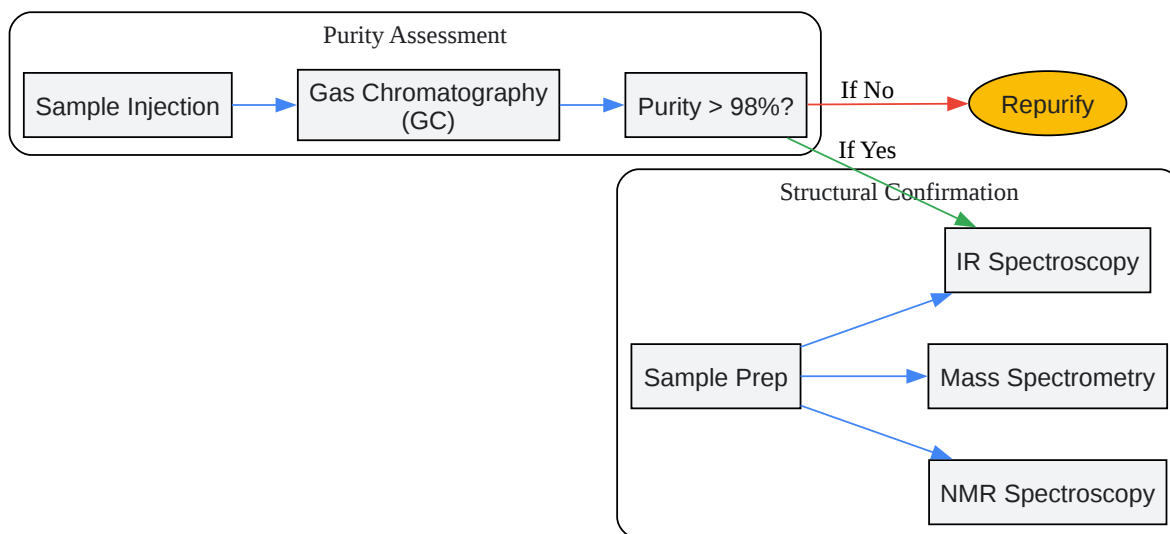 Purity Assessment
Sample Injection
Gas Chromatography
(GC)
Purity > 98%?
If No
Repurify
If Yes
Structural Confirmation
IR Spectroscopy
Sample Prep
Mass Spectrometry
NMR Spectroscopy